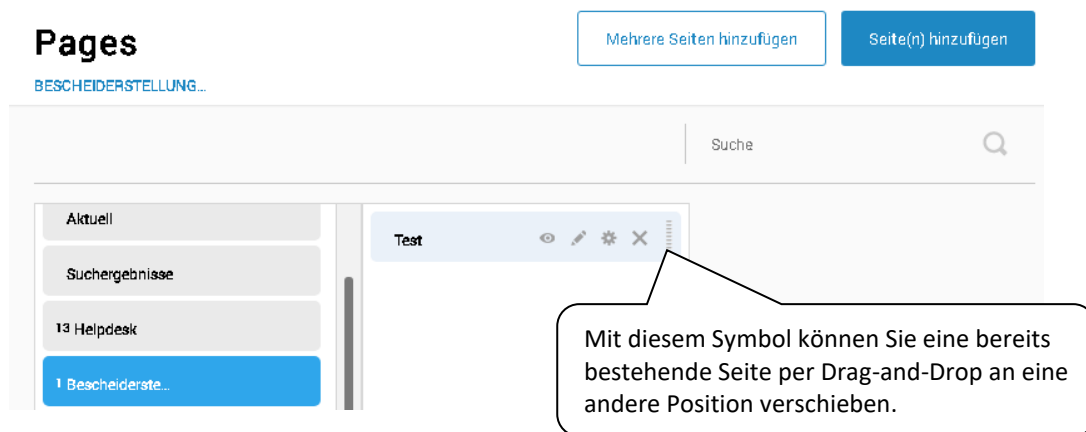 Pages
Mehrere Seiten hinzufügen
Seite(n) hinzufügen
BESCHEIDERSTELLUNG...
Suche
Aktuell
Test
Suchergebnisse
13 Helpdesk
1 Bescheiderste...
Mit diesem Symbol können Sie eine bereits
bestehende Seite per Drag-and-Drop an eine
andere Position verschieben.